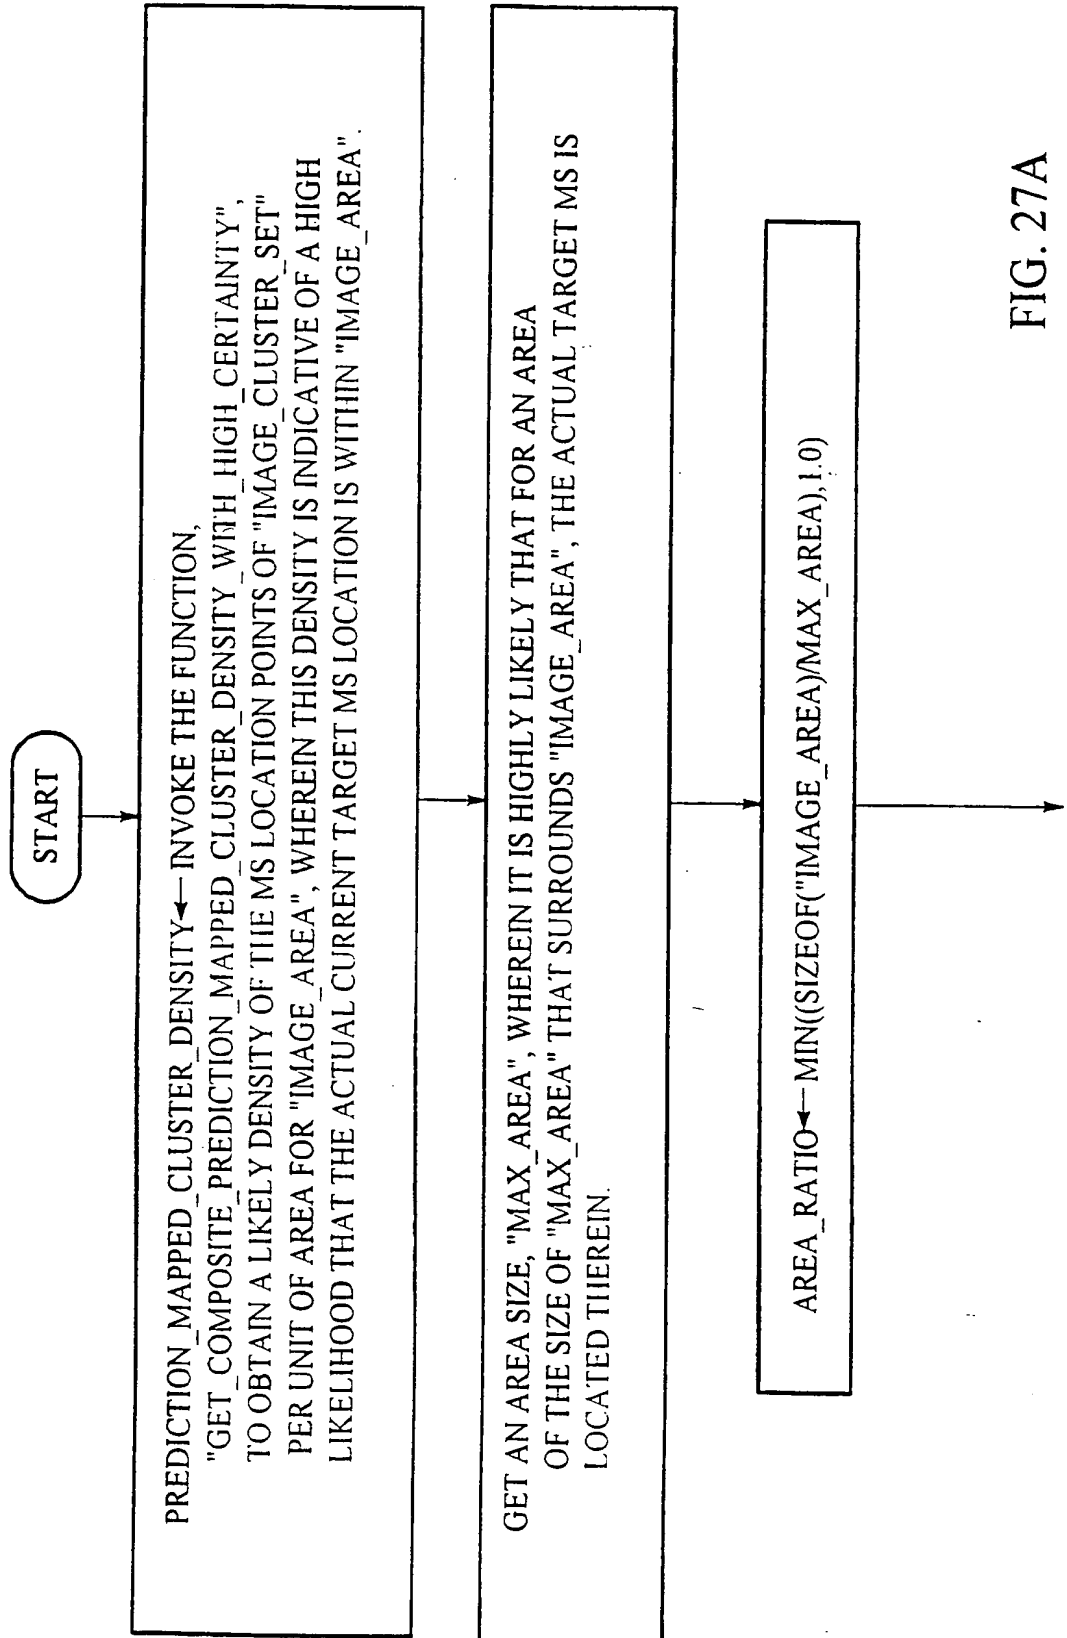 START
PREDICTION_MAPPED_CLUSTER_DENSITY ← INVOKE THE FUNCTION,
"GET_COMPOSITE_PREDICTION_MAPPED_CLUSTER_DENSITY_WITH_HIGH_CERTAINTY",
TO OBTAIN A LIKELY DENSITY OF THE MS LOCATION POINTS OF "IMAGE_CLUSTER_SET"
PER UNIT OF AREA FOR "IMAGE_AREA", WHEREIN THIS DENSITY IS INDICATIVE OF A HIGH
LIKELIHOOD THAT THE ACTUAL CURRENT TARGET MS LOCATION IS WITHIN "IMAGE_AREA".
GET AN AREA SIZE, "MAX_AREA", WHEREIN IT IS HIGHLY LIKELY THAT FOR AN AREA
OF THE SIZE OF "MAX_AREA" THAT SURROUNDS "IMAGE_AREA", THE ACTUAL TARGET MS IS
LOCATED THEREIN.
AREA_RATIO ← MIN((SIZEOF("IMAGE_AREA)/MAX_AREA), 1.0)
FIG. 27A